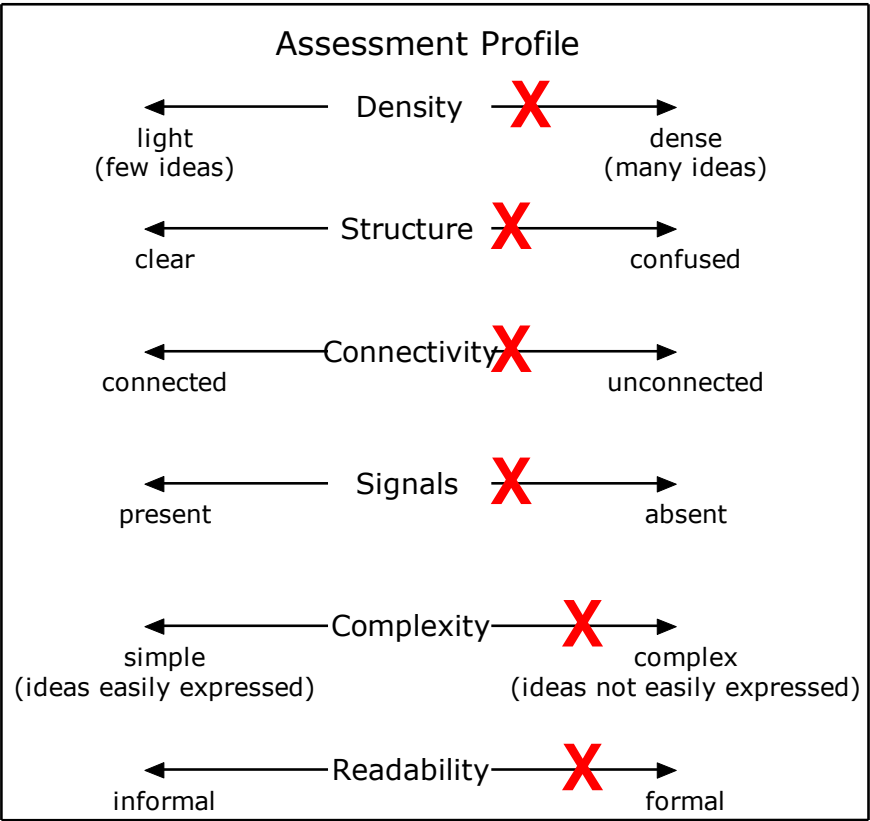 Assessment Profile
Density
X
light
(few ideas)
dense
(many ideas)
Structure
X
clear
confused
Connectivity
X
connected
unconnected
Signals
X
present
absent
Complexity
X
simple
(ideas easily expressed)
complex
(ideas not easily expressed)
Readability
X
informal
formal